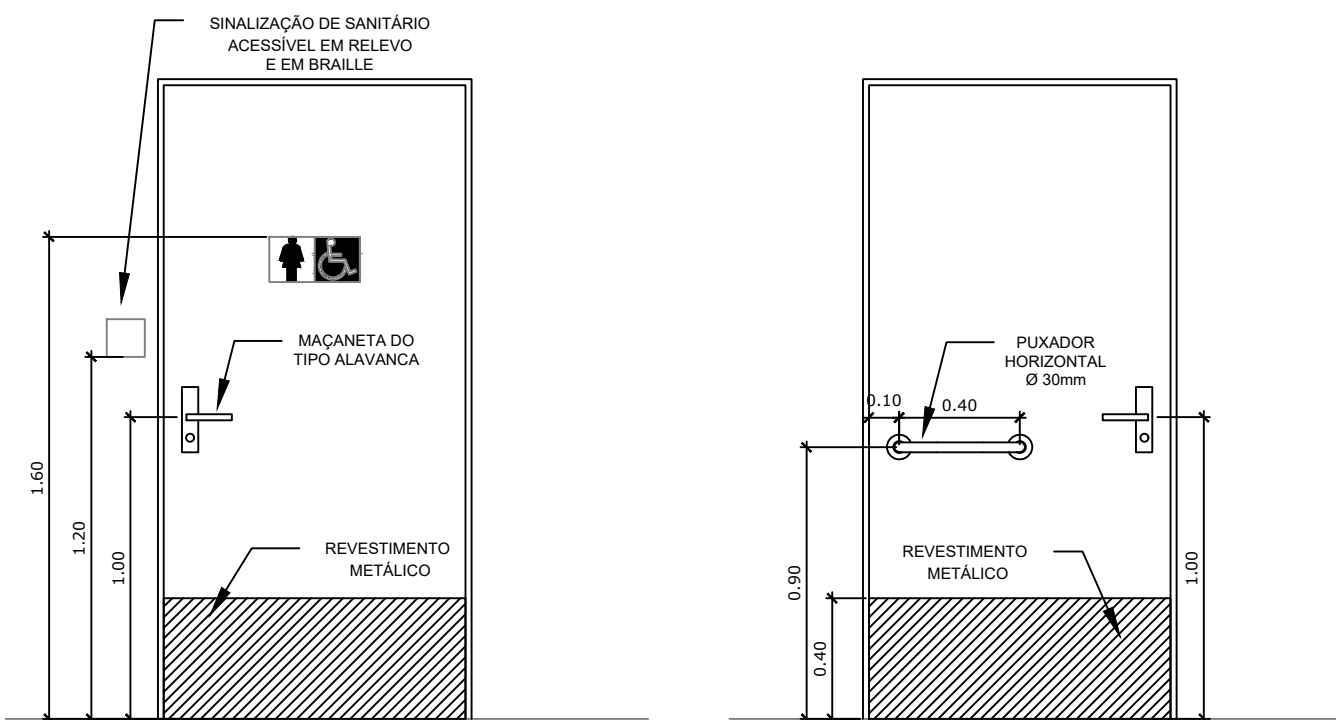 SINALIZAÇÃO DE SANITÁRIO
ACESSÍVEL EM RELEVO
E EM BRAILLE
MAÇANETA DO
TIPO ALAVANCA
1.60
1.20
1.00
REVESTIMENTO
METÁLICO
PUXADOR
HORIZONTAL
Ø 30mm
0.10
0.40
0.90
0.40
REVESTIMENTO
METÁLICO
1.00